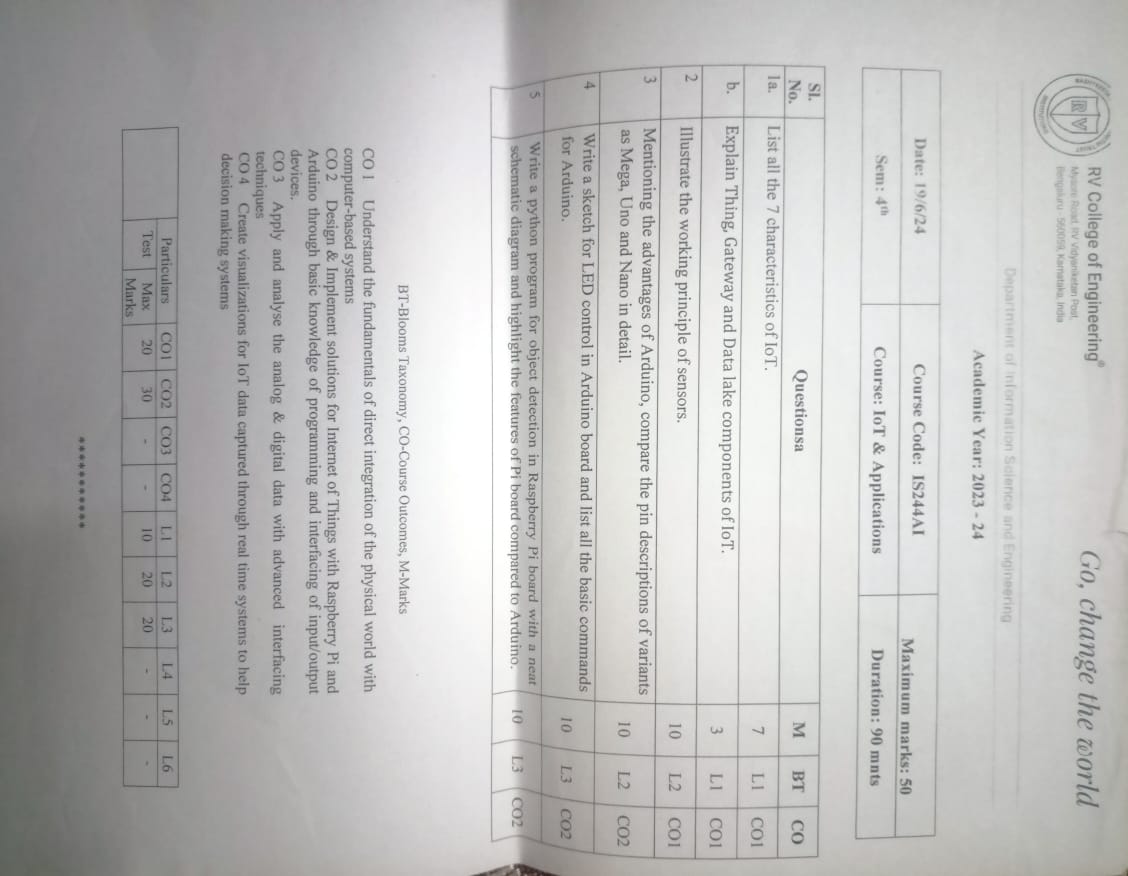 RV College of Engineering®
Mysore Road, RV Vidyaniketan Post,
Bengaluru - 560059, Karnataka, India
Go, change the world
RV
Department of Information Science and Engineering
Academic Year: 2023 - 24
Date: 19/6/24 Course Code: IS244AI Maximum marks: 50
Sem: 4th Course: IoT & Applications Duration: 90 mnts
Sl. No. Questionsa M BT CO
1a. List all the 7 characteristics of IoT. 7 L1 CO1
b. Explain Thing, Gateway and Data lake components of IoT. 3 L1 CO1
2 Illustrate the working principle of sensors. 10 L2 CO1
3 Mentioning the advantages of Arduino, compare the pin descriptions of variants
as Mega, Uno and Nano in detail. 10 L2 CO2
4 Write a sketch for LED control in Arduino board and list all the basic commands
for Arduino. 10 L3 CO2
5 Write a python program for object detection in Raspberry Pi board with a neat
schematic diagram and highlight the features of Pi board compared to Arduino. 10 L3 CO2
BT-Blooms Taxonomy, CO-Course Outcomes, M-Marks
CO 1 Understand the fundamentals of direct integration of the physical world with
computer-based systems
CO 2 Design & Implement solutions for Internet of Things with Raspberry Pi and
Arduino through basic knowledge of programming and interfacing of input/output
devices.
CO 3 Apply and analyse the analog & digital data with advanced interfacing
techniques
CO 4 Create visualizations for IoT data captured through real time systems to help
decision making systems
Particulars CO1 CO2 CO3 CO4 L1 L2 L3 L4 L5 L6
Test Max Marks 20 30 - - 10 20 20 - - -
**********